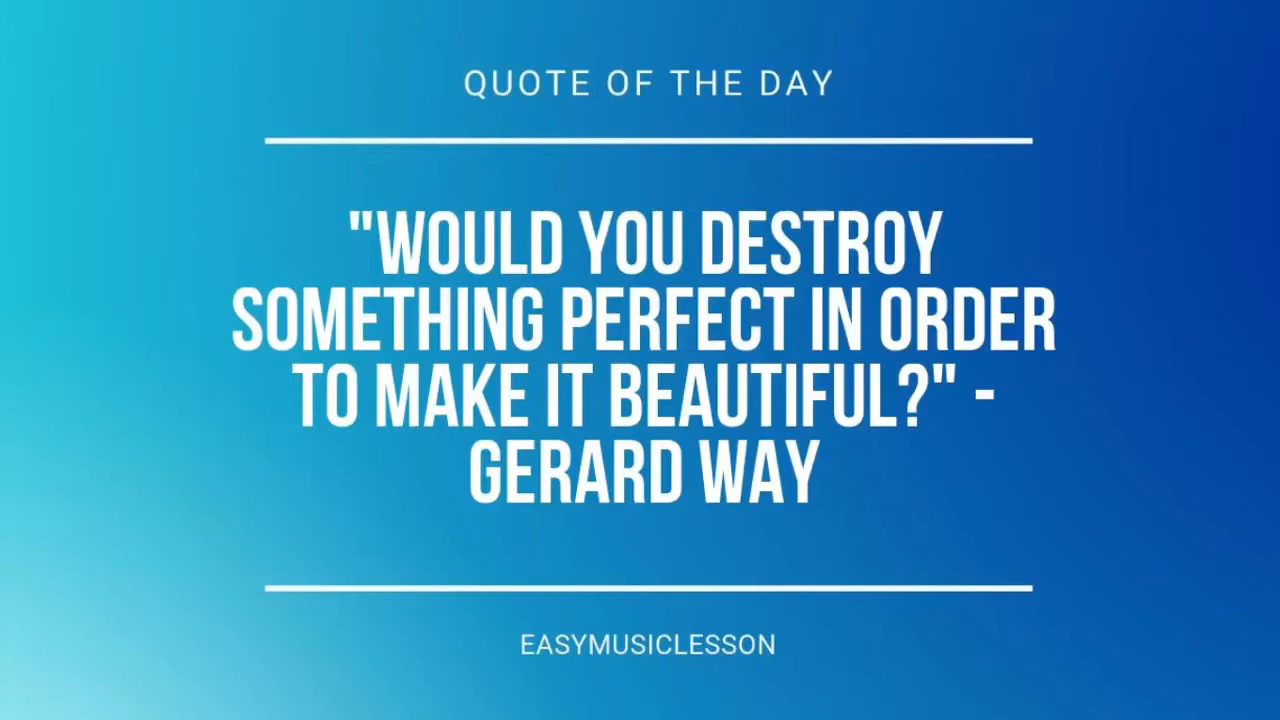 QUOTE OF THE DAY
"WOULD YOU DESTROY
SOMETHING PERFECT IN ORDER
TO MAKE IT BEAUTIFUL?" -
GERARD WAY
EASYMUSICLESSON